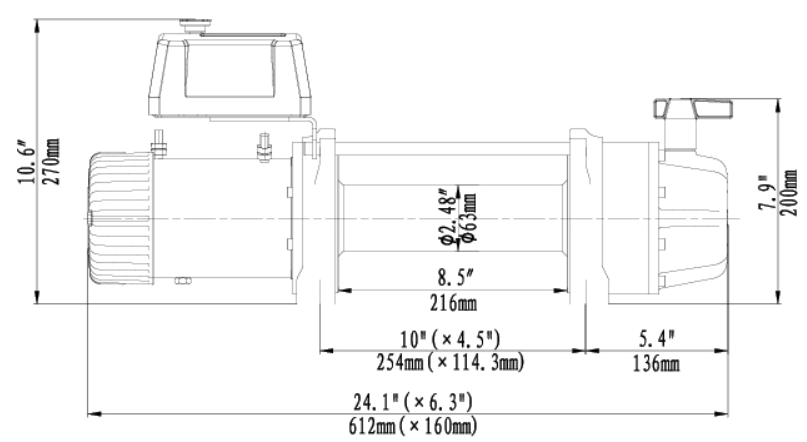 10.6"
270mm
7.9"
200mm
ϕ2.48"
ϕ63mm
8.5"
216mm
10"(×4.5")
254mm(×114.3mm)
5.4"
136mm
24.1"(×6.3")
612mm(×160mm)